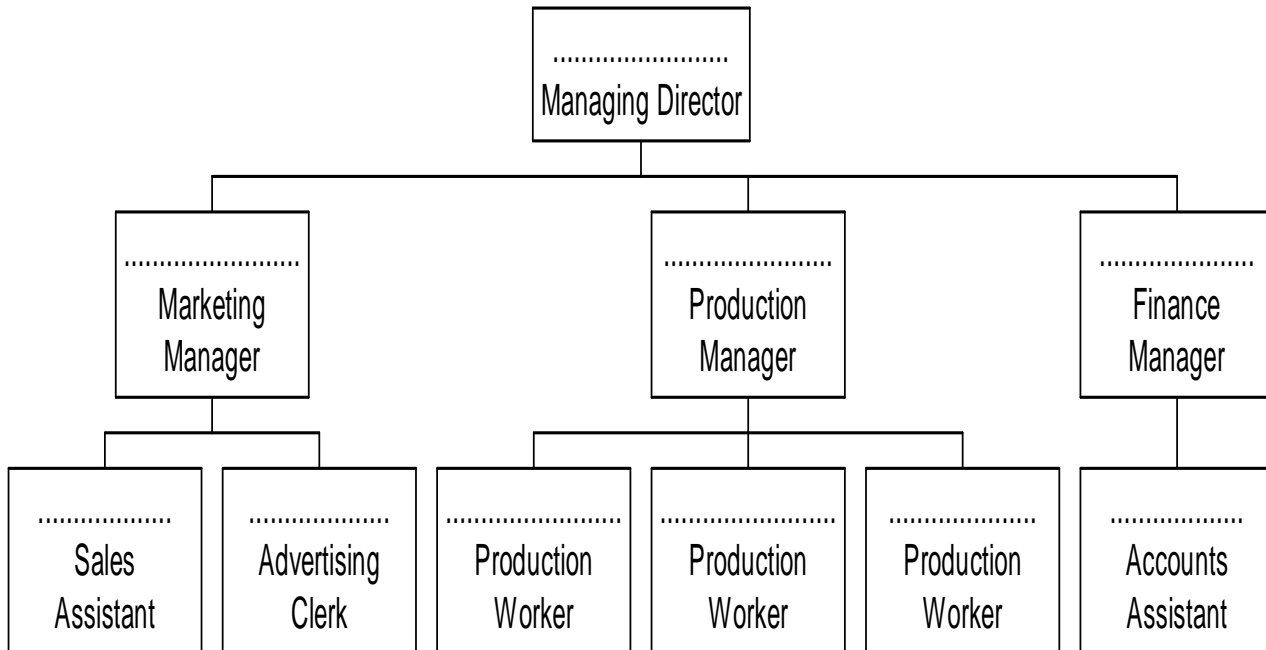 .........................
Managing Director
.........................
Marketing
Manager
........................
Production
Manager
......................
Finance
Manager
...................
Sales
Assistant
....................
Advertising
Clerk
.........................
Production
Worker
.........................
Production
Worker
.....................
Production
Worker
...................
Accounts
Assistant